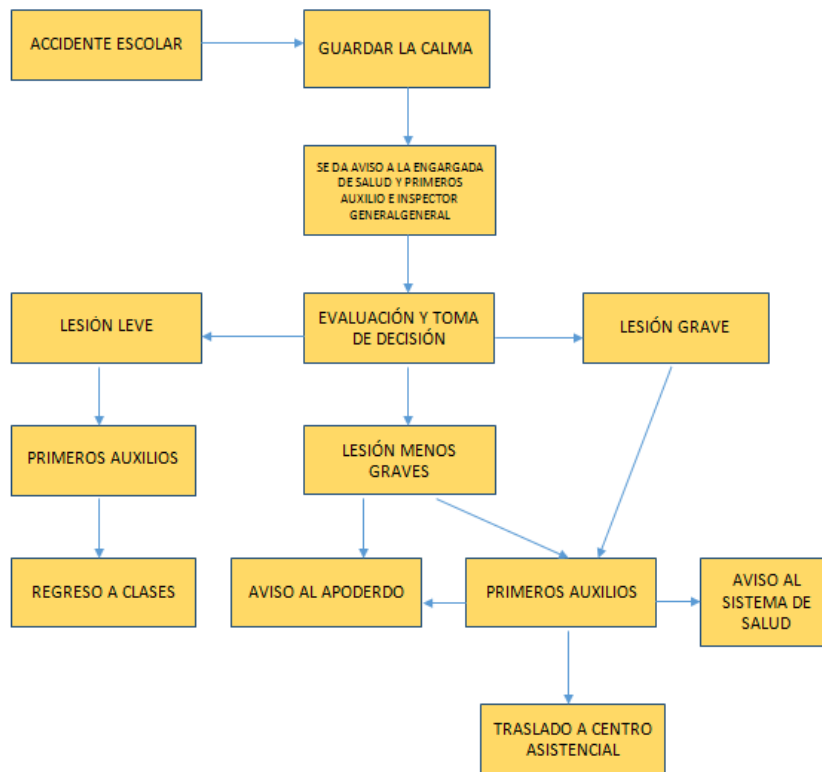 ACCIDENTE ESCOLAR
GUARDAR LA CALMA
SE DA AVISO A LA ENGARGADA
DE SALUD Y PRIMEROS
AUXILIO E INSPECTOR
GENERALGENERAL
LESIÓN LEVE
EVALUACIÓN Y TOMA
DE DECISIÓN
LESIÓN GRAVE
PRIMEROS AUXILIOS
LESIÓN MENOS
GRAVES
REGRESO A CLASES
AVISO AL APODERDO
PRIMEROS AUXILIOS
AVISO AL
SISTEMA DE
SALUD
TRASLADO A CENTRO
ASISTENCIAL